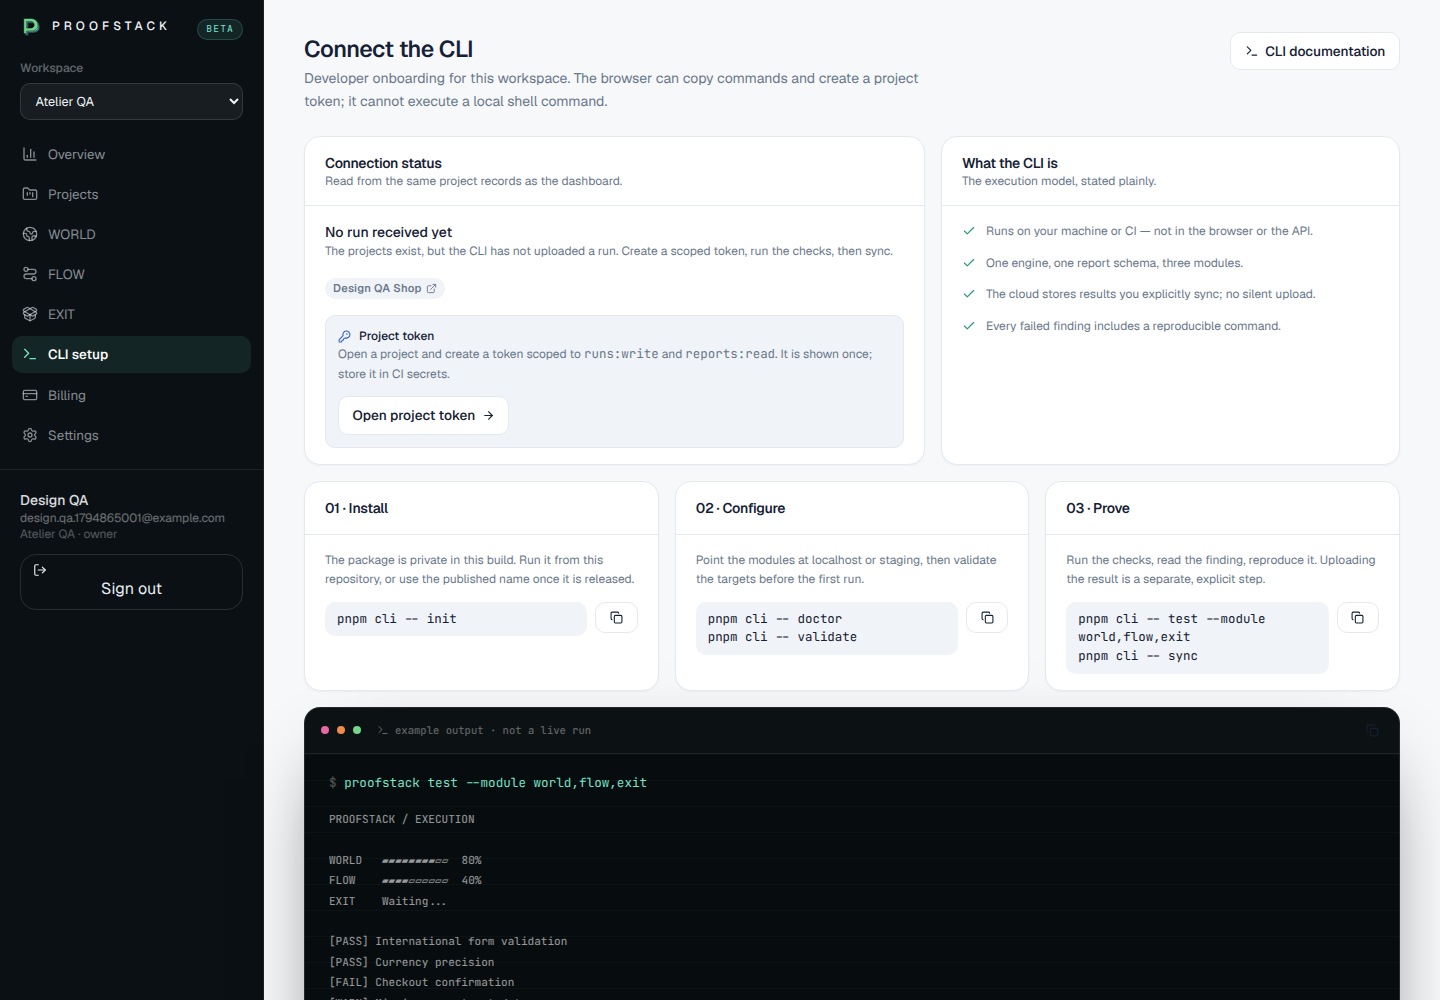 PROOFSTACK
BETA
Workspace
Atelier QA
Overview
Projects
WORLD
FLOW
EXIT
CLI setup
Billing
Settings
Design QA
design.qa.1794865001@example.com
Atelier QA · owner
Sign out
Connect the CLI
Developer onboarding for this workspace. The browser can copy commands and create a project
token; it cannot execute a local shell command.
CLI documentation
Connection status
Read from the same project records as the dashboard.
No run received yet
The projects exist, but the CLI has not uploaded a run. Create a scoped token, run the checks, then sync.
Design QA Shop
Project token
Open a project and create a token scoped to runs:write and reports:read. It is shown once;
store it in CI secrets.
Open project token
What the CLI is
The execution model, stated plainly.
Runs on your machine or CI — not in the browser or the API.
One engine, one report schema, three modules.
The cloud stores results you explicitly sync; no silent upload.
Every failed finding includes a reproducible command.
01 · Install
The package is private in this build. Run it from this
repository, or use the published name once it is released.
pnpm cli -- init
02 · Configure
Point the modules at localhost or staging, then validate
the targets before the first run.
pnpm cli -- doctor
pnpm cli -- validate
03 · Prove
Run the checks, read the finding, reproduce it. Uploading
the result is a separate, explicit step.
pnpm cli -- test --module
world,flow,exit
pnpm cli -- sync
example output · not a live run
$ proofstack test --module world,flow,exit
PROOFSTACK / EXECUTION
WORLD ▰▰▰▰▰▰▰▰▱▱ 80%
FLOW ▰▰▰▰▱▱▱▱▱▱ 40%
EXIT Waiting...
[PASS] International form validation
[PASS] Currency precision
[FAIL] Checkout confirmation